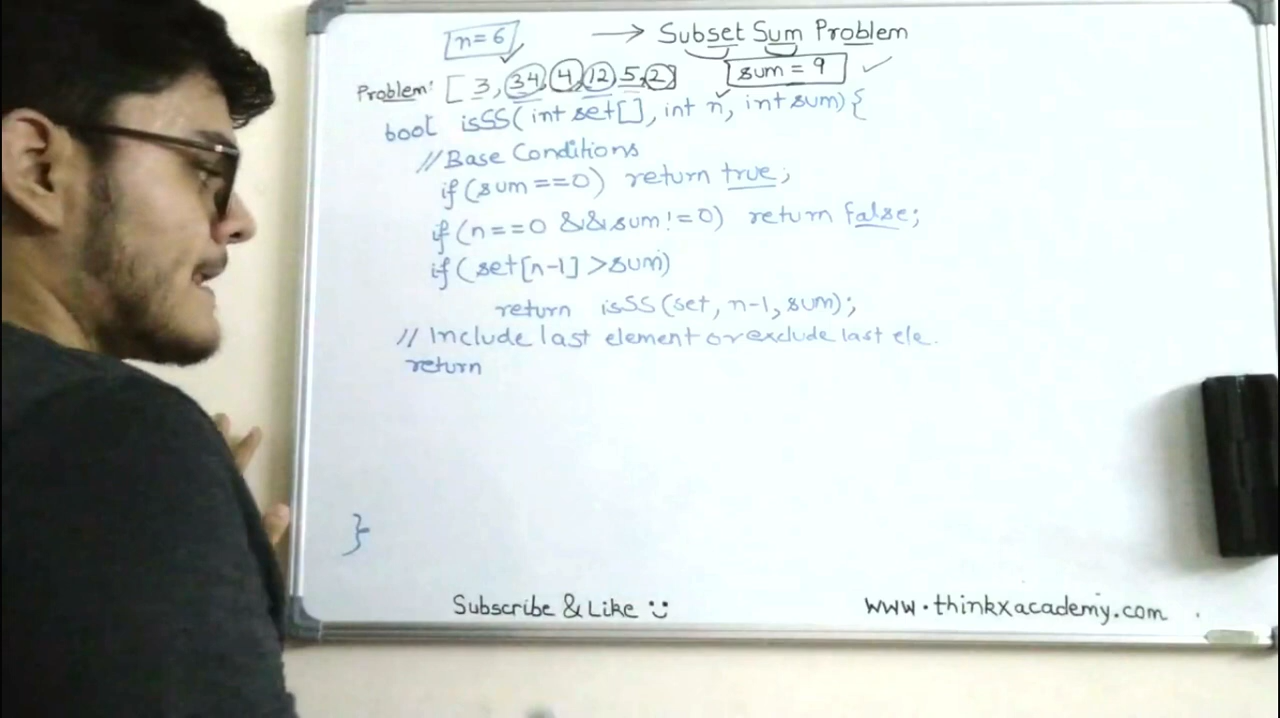 n=6 → Subset Sum Problem
Problem: [3, 34, 4, 12, 5, 2] sum = 9
bool isSS(int set[], int n, int sum) {
// Base Conditions
if (sum==0) return true;
if (n==0 && sum!=0) return false;
if (set[n-1] >sum)
return isSS(set, n-1, sum);
// Include last element or exclude last ele.
return
}
Subscribe & Like
www.thinkxacademy.com